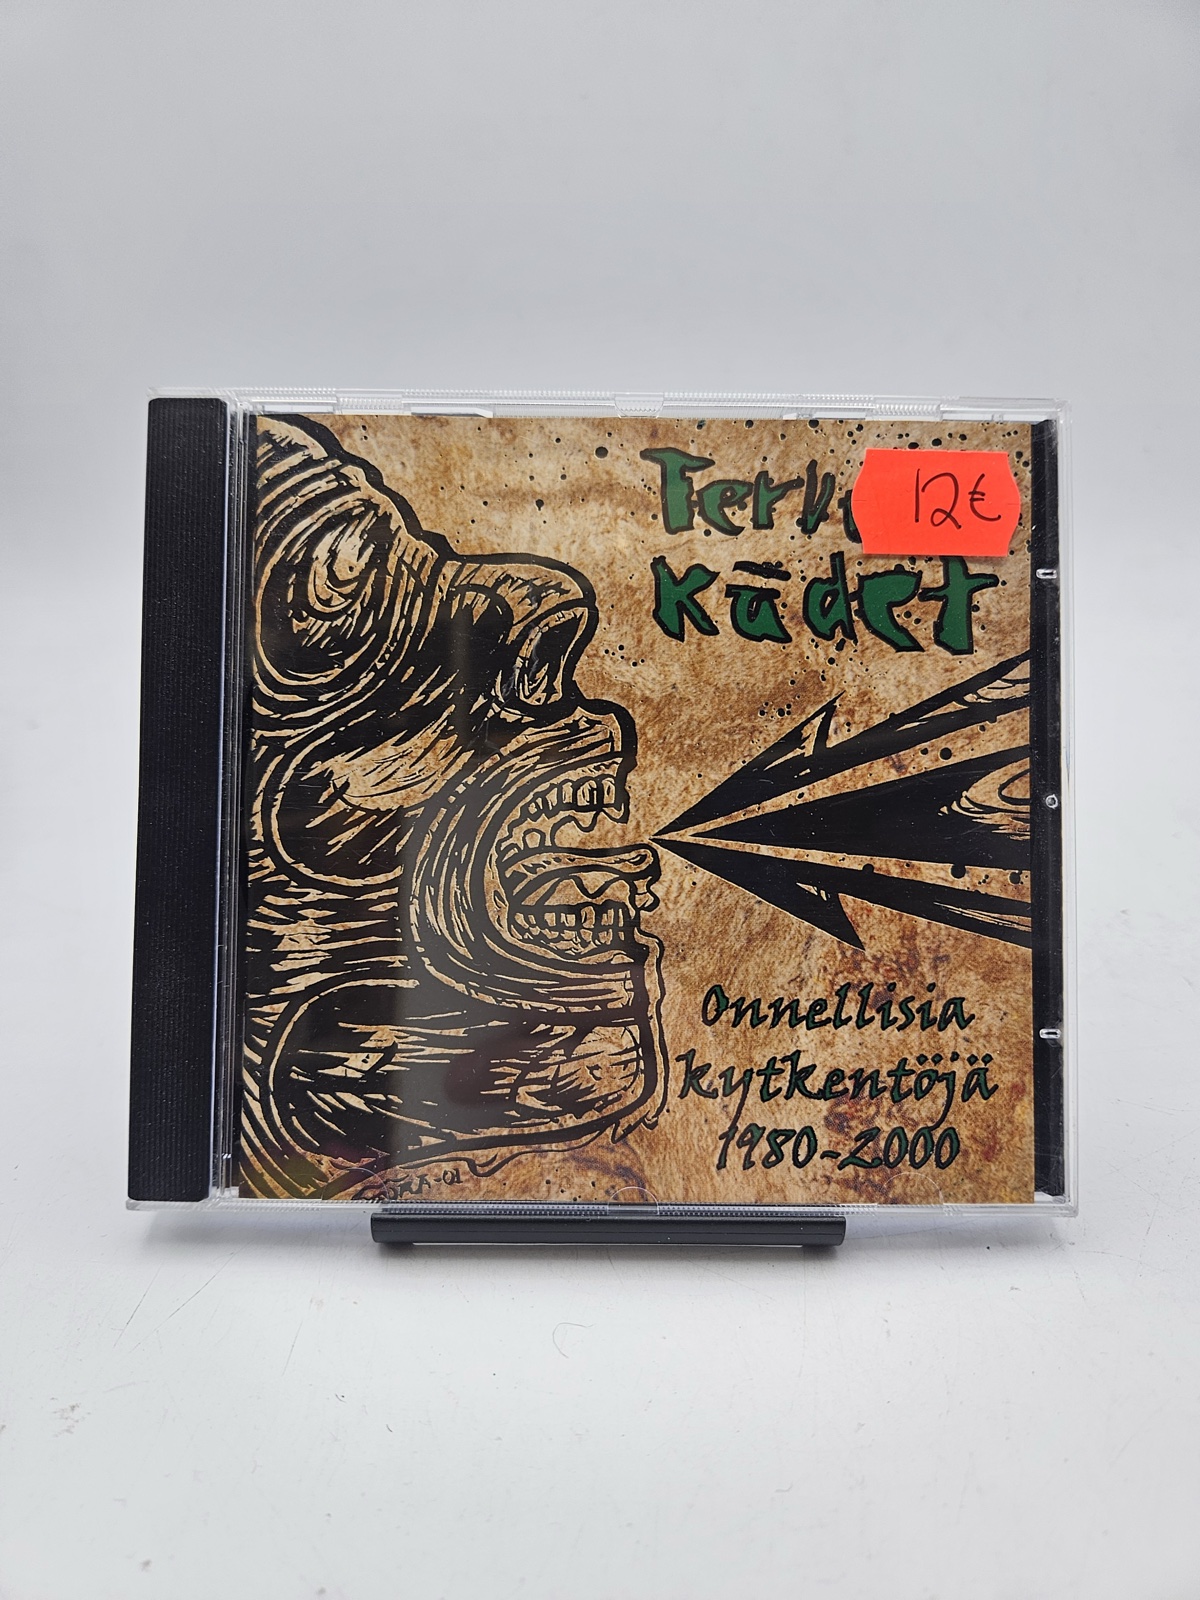 12€
Kädet
Onnellisia
kytkentöjä
1980-2000